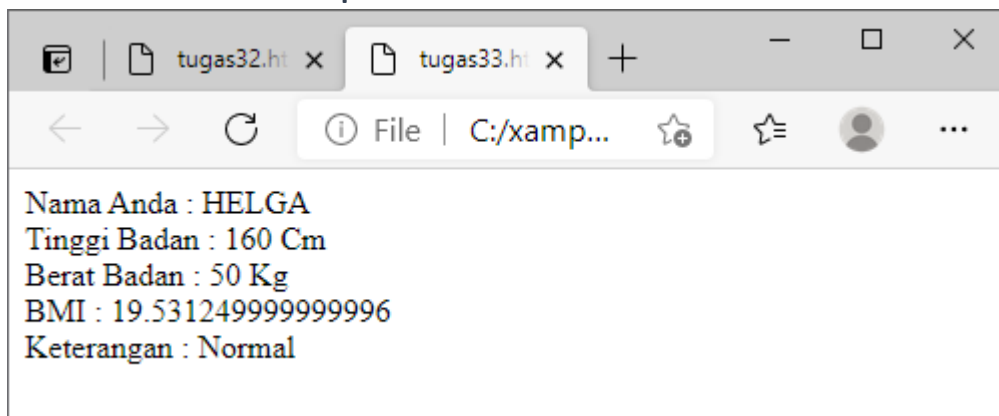 tugas32.ht
tugas33.ht
File | C:/xamp...
Nama Anda : HELGA
Tinggi Badan : 160 Cm
Berat Badan : 50 Kg
BMI : 19.531249999999996
Keterangan : Normal